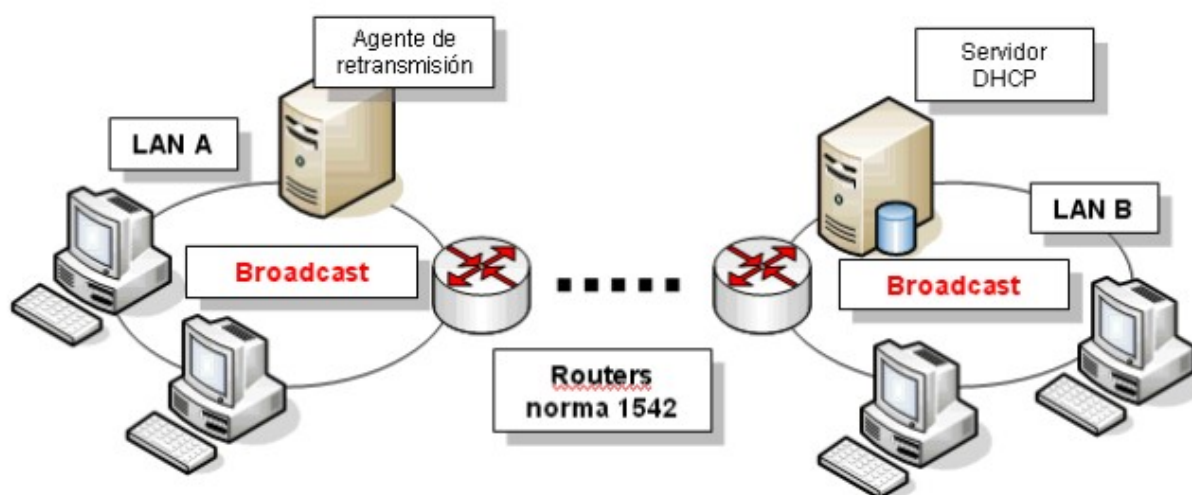 Agente de
retransmisión
Servidor
DHCP
LAN A
LAN B
Broadcast
Broadcast
Routers
norma 1542